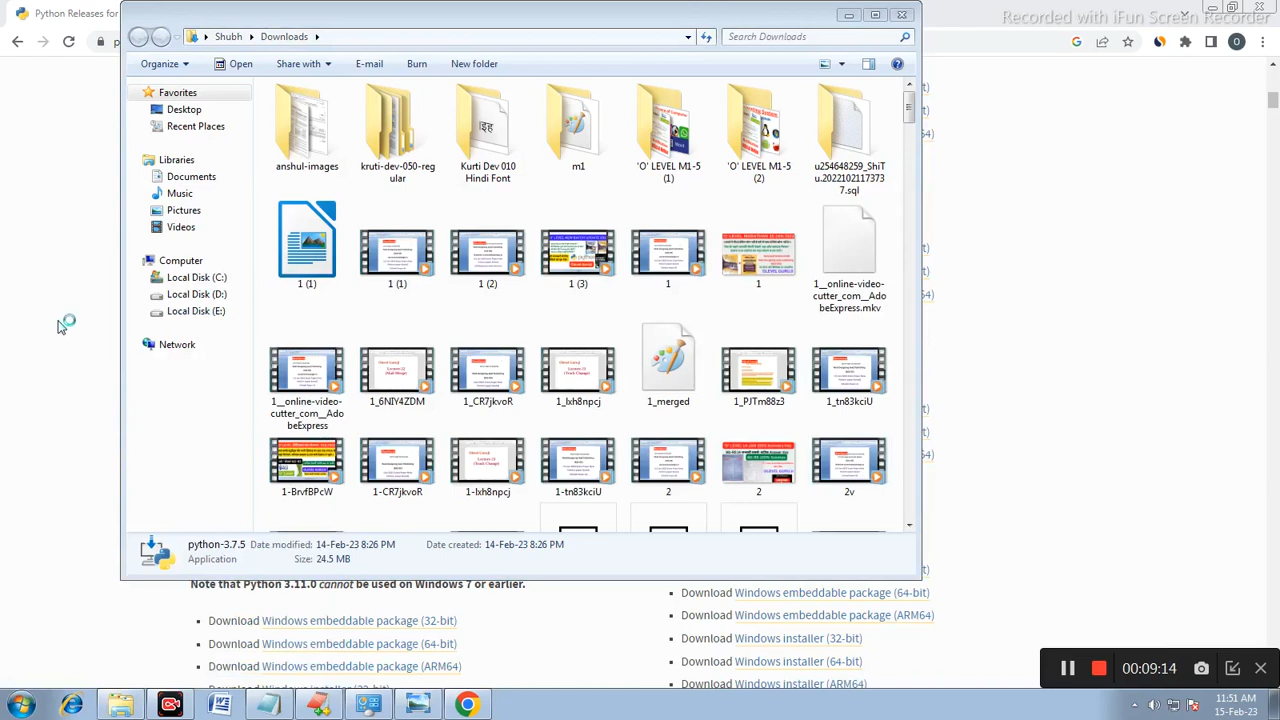 Python Releases for
Recorded with iFun Screen Recorder
Shubh
Downloads
Search Downloads
O
Organize
Open
Share with
E-mail
Burn
New folder
Favorites
Desktop
Recent Places
Libraries
Documents
Music
Pictures
Videos
Computer
Local Disk (C:)
Local Disk (D:)
Local Disk (E:)
Network
anshul-images
kruti-dev-050-reg
ular
Kurti Dev 010
Hindi Font
m1
'O' LEVEL M1-5
(1)
'O' LEVEL M1-5
(2)
u254648259_ShiT
u.2022102117373
7.sql
1 (1)
1 (1)
1 (2)
1 (3)
1
1
1__online-video-
cutter_com__Ado
beExpress.mkv
1__online-video-
cutter_com__Ado
beExpress
1_6NIY4ZDM
1_CR7jkvoR
1_lxh8npcj
1_merged
1_PJTm88z3
1_tn83kciU
1-BrvfBPcW
1-CR7jkvoR
1-lxh8npcj
1-tn83kciU
2
2
2v
python-3.7.5 Date modified: 14-Feb-23 8:26 PM Date created: 14-Feb-23 8:26 PM
Application Size: 24.5 MB
Note that Python 3.11.0 cannot be used on Windows 7 or earlier.
Download Windows embeddable package (32-bit)
Download Windows embeddable package (64-bit)
Download Windows embeddable package (ARM64)
Download Windows embeddable package (64-bit)
Download Windows embeddable package (ARM64)
Download Windows installer (32-bit)
Download Windows installer (64-bit)
Download Windows installer (ARM64)
00:09:14
11:51 AM
15-Feb-23